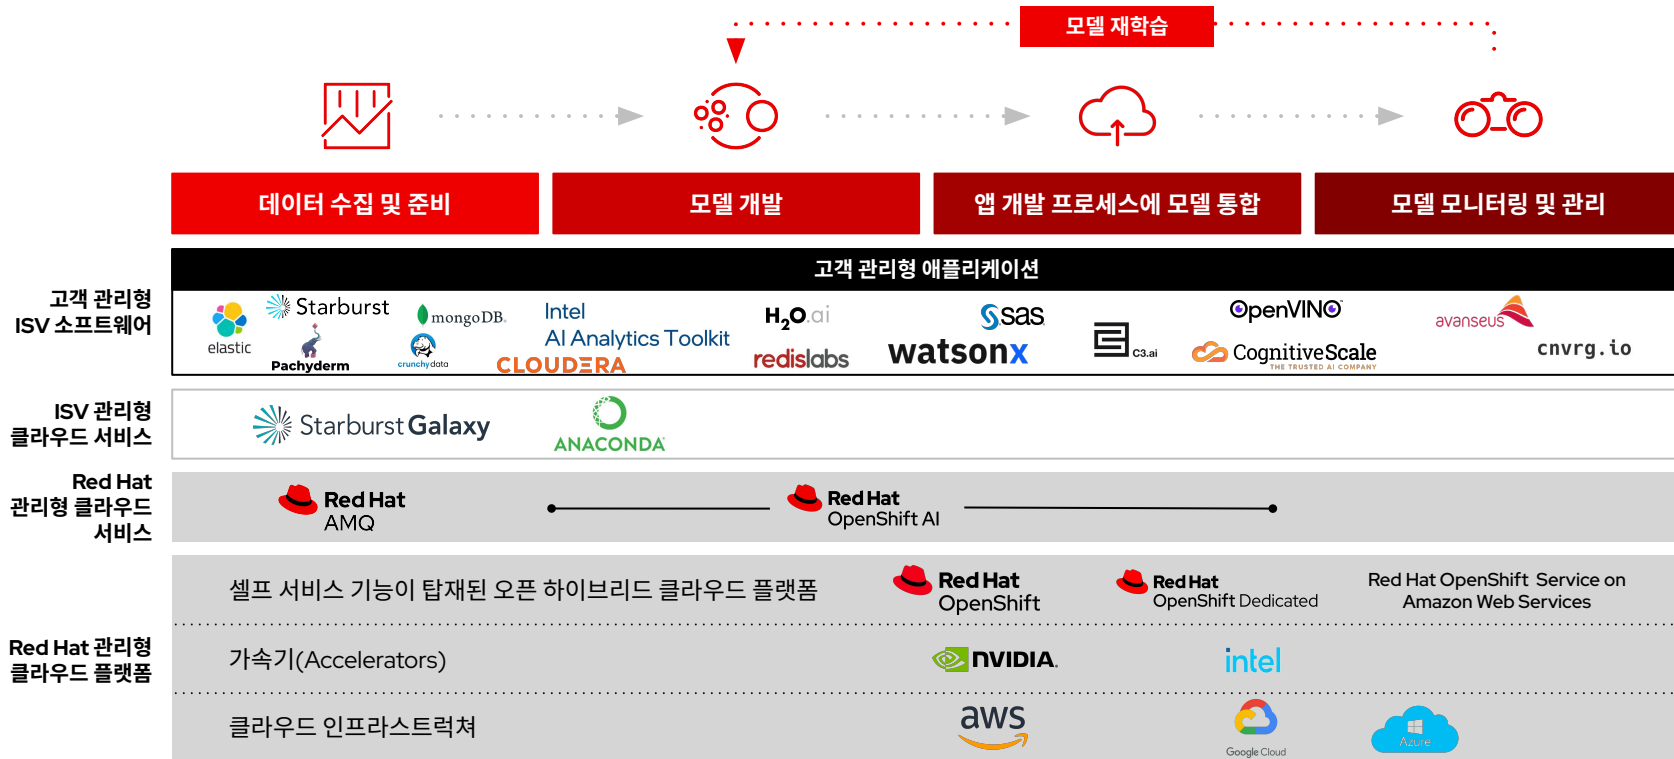 모델 재학습
데이터 수집 및 준비
모델 개발
앱 개발 프로세스에 모델 통합
모델 모니터링 및 관리
고객 관리형 애플리케이션
고객 관리형
ISV 소프트웨어
elastic
Starburst
Pachyderm
mongoDB.
crunchydata
Intel
AI Analytics Toolkit
CLOUDERA
H2O.ai
redislabs
sas
watsonx
C3.ai
OpenVINO
CognitiveScale
THE TRUSTED AI COMPANY
avanseus
cnvrg.io
ISV 관리형
클라우드 서비스
Starburst Galaxy
ANACONDA
Red Hat
관리형 클라우드
서비스
Red Hat
AMQ
Red Hat
OpenShift AI
Red Hat 관리형
클라우드 플랫폼
셀프 서비스 기능이 탑재된 오픈 하이브리드 클라우드 플랫폼
Red Hat
OpenShift
Red Hat
OpenShift Dedicated
Red Hat OpenShift Service on
Amazon Web Services
가속기(Accelerators)
NVIDIA.
intel
클라우드 인프라스트럭쳐
aws
Google Cloud
Azure